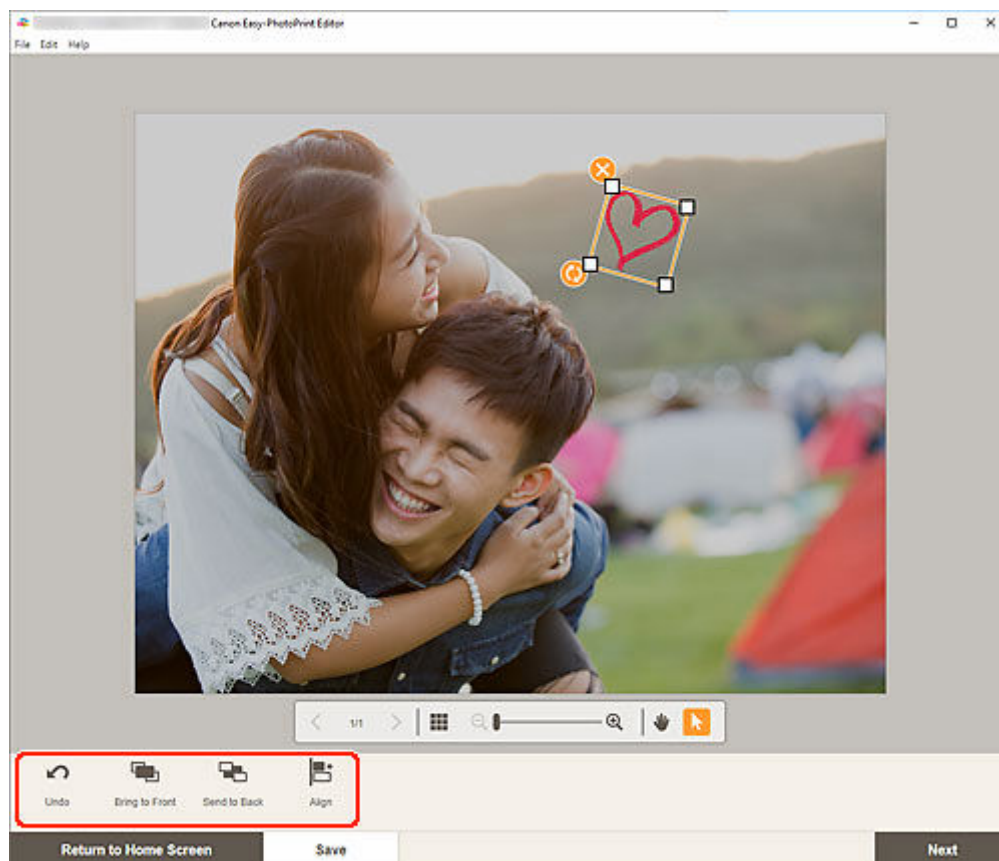 Canon Easy-PhotoPrint Editor
File Edit Help
1/1
Undo Bring to Front Send to Back Align
Return to Home Screen Save Next